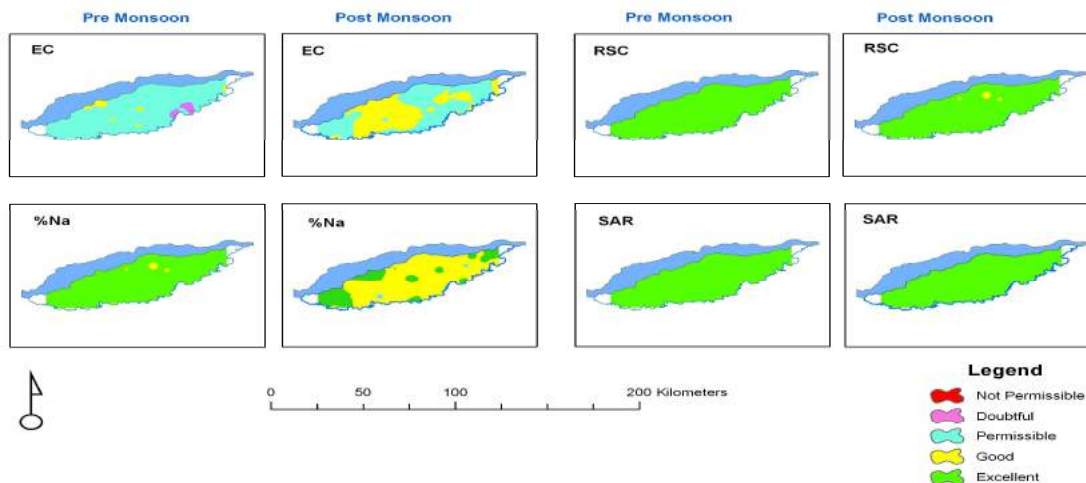 Pre Monsoon
Post Monsoon
Pre Monsoon
Post Monsoon
EC
EC
RSC
RSC
%Na
%Na
SAR
SAR
0 50 100 200 Kilometers
Legend
Not Permissible
Doubtful
Permissible
Good
Excellent